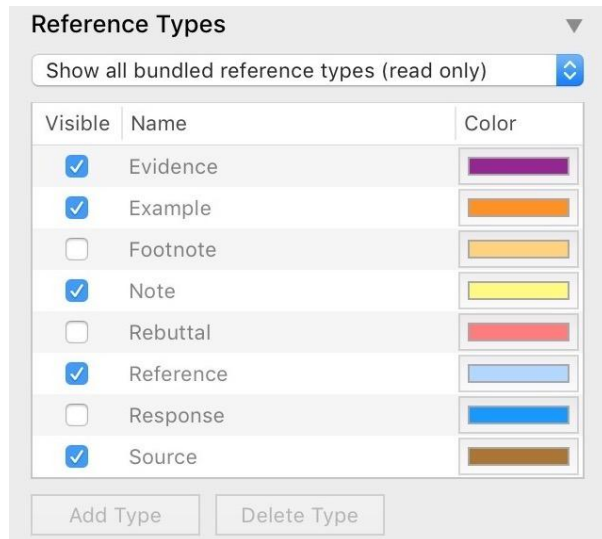 Reference Types
Show all bundled reference types (read only)
Visible Name Color
Evidence
Example
Footnote
Note
Rebuttal
Reference
Response
Source
Add Type Delete Type